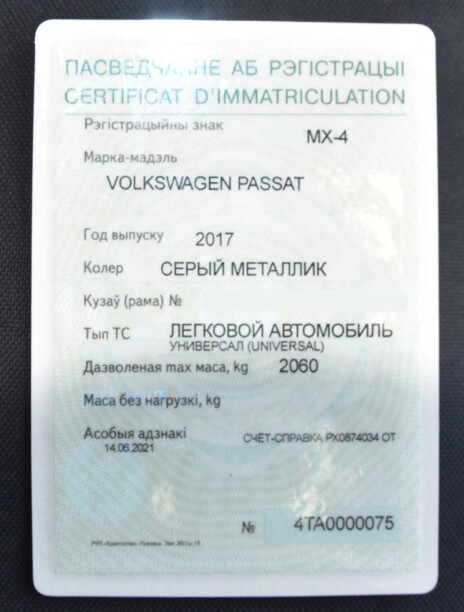 ПАСВЕДЧАННЕ АБ РЭГІСТРАЦЫІ
CERTIFICAT D'IMMATRICULATION
Рэгістрацыйны знак MX-4
Марка-мадэль
VOLKSWAGEN PASSAT
Год выпуску 2017
Колер СЕРЫЙ МЕТАЛЛИК
Кузаў (рама) №
Тып ТС ЛЕГКОВОЙ АВТОМОБИЛЬ
УНИВЕРСАЛ (UNIVERSAL)
Дазволеная max маса, kg 2060
Маса без нагрузкі, kg
Асобыя адзнакі СЧЁТ-СПРАВКА РХ0874034 ОТ
14.06.2021
№ 4TA0000075